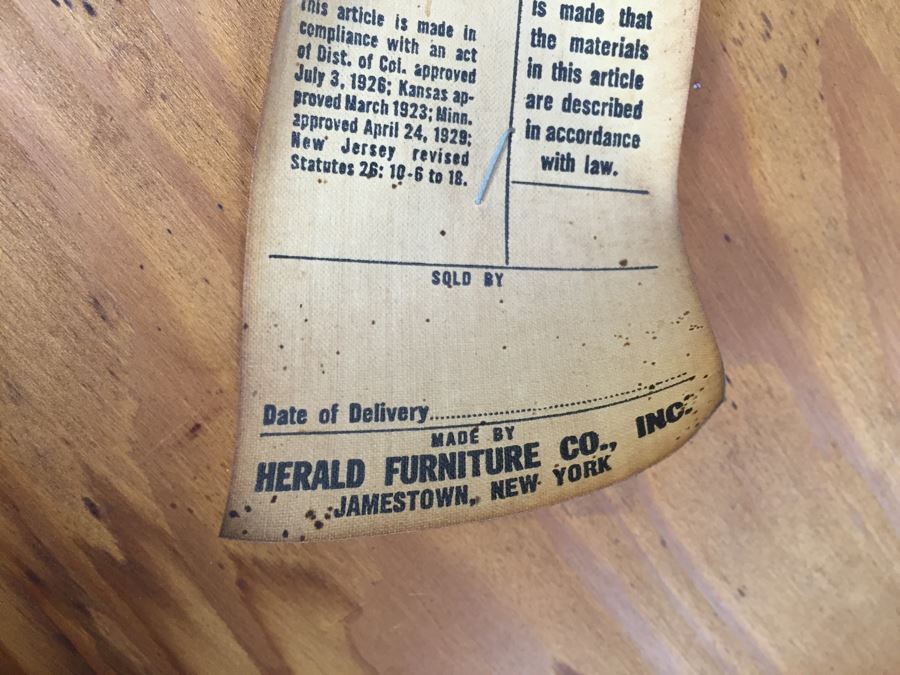 This article is made in
compliance with an act
of Dist. of Col. approved
July 3, 1926; Kansas ap-
proved March 1923; Minn.
approved April 24, 1929;
New Jersey revised
Statutes 26: 10-6 to 18.
is made that
the materials
in this article
are described
in accordance
with law.
SOLD BY
Date of Delivery
MADE BY
HERALD FURNITURE CO., INC.
JAMESTOWN, NEW YORK